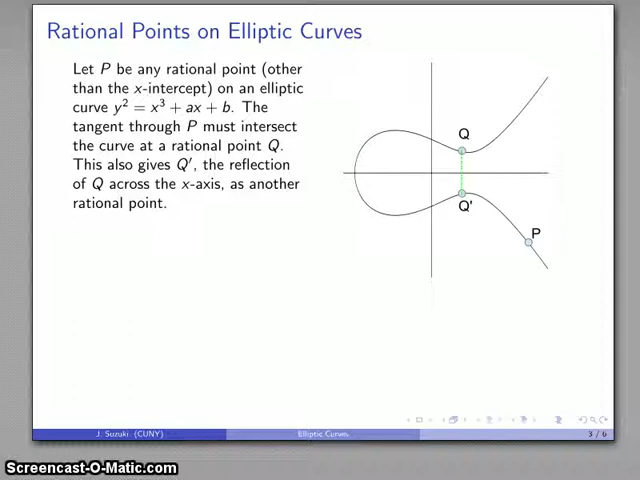 Rational Points on Elliptic Curves
Let P be any rational point (other
than the x-intercept) on an elliptic
curve y² = x³ + ax + b. The
tangent through P must intersect
the curve at a rational point Q.
This also gives Q′, the reflection
of Q across the x-axis, as another
rational point.
Q
Q'
P
J. Suzuki (CUNY)
Elliptic Curves
3 / 6
Screencast-O-Matic.com